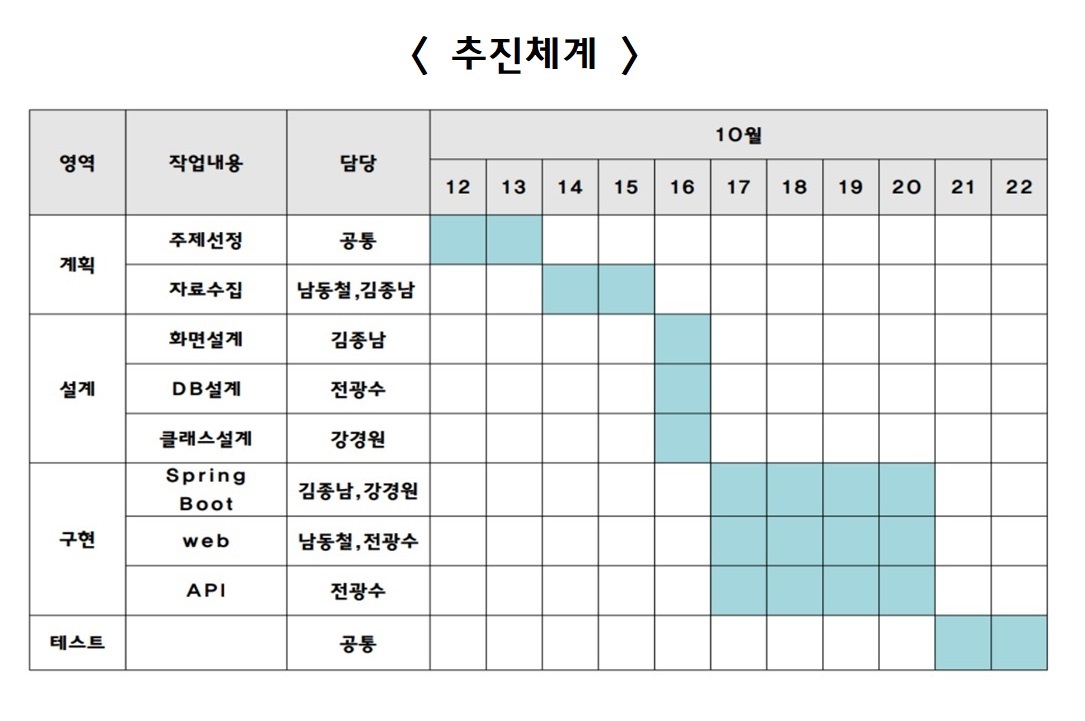 〈 추진체계 〉
영역 작업내용 담당 10월
12 13 14 15 16 17 18 19 20 21 22
계획 주제선정 공통
자료수집 남동철,김종남
설계 화면설계 김종남
DB설계 전광수
클래스설계 강경원
구현 Spring
Boot 김종남,강경원
web 남동철,전광수
API 전광수
테스트 공통